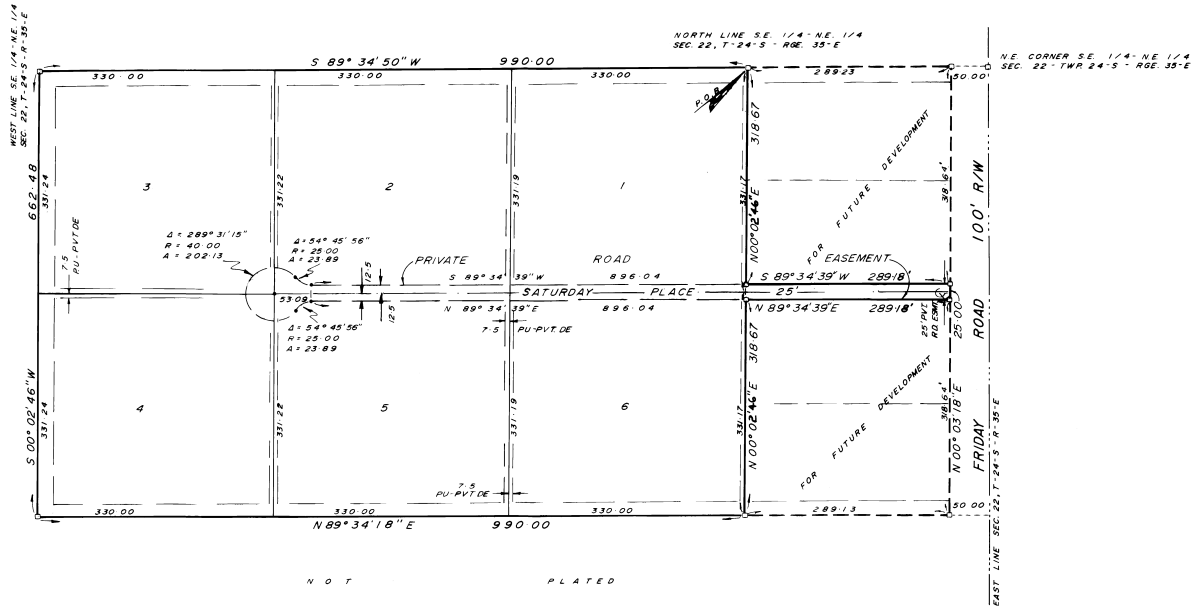 WEST LINE S.E. 1/4 - N.E. 1/4
SEC. 22, T-24-S - R-35-E
NORTH LINE S.E. 1/4 - N.E. 1/4
SEC. 22, T-24-S - RGE. 35-E
N.E. CORNER S.E. 1/4 - N.E. 1/4
SEC. 22 - TWP. 24-S - RGE. 35-E
S 89° 34' 50" W 990.00
330.00
330.00
330.00
289.23
50.00
P.O.B.
318.67
331.17
N00°02'46"E
FOR FUTURE DEVELOPMENT
318.64'
100' R/W
662.48
331.24
3
331.22
2
331.19
1
7.5
PU-PVT.DE
Δ = 289° 31' 15"
R = 40.00
A = 202.13
Δ = 54° 45' 56"
R = 25.00
A = 23.89
12.5
PRIVATE ROAD EASEMENT
S 89° 34' 39" W 896.04
S 89° 34' 39" W 289.18'
53.09
SATURDAY PLACE 25'
N 89° 34' 39" E 896.04
N 89° 34' 39" E 289.18'
12.5
25' PVT.
RD. ESMT.
25.00
Δ = 54° 45' 56"
R = 25.00
A = 23.89
7.5 PU-PVT. DE
S 00° 02' 46" W
331.24
4
331.22
5
331.19
6
331.17
318.67
N 00° 02' 46" E
FOR FUTURE DEVELOPMENT
318.64'
N 00° 03' 18" E
FRIDAY ROAD
EAST LINE SEC. 22, T-24-S - R-35-E
7.5
PU-PVT DE
330.00
330.00
330.00
289.13
50.00
N 89° 34' 18" E 990.00
NOT PLATED